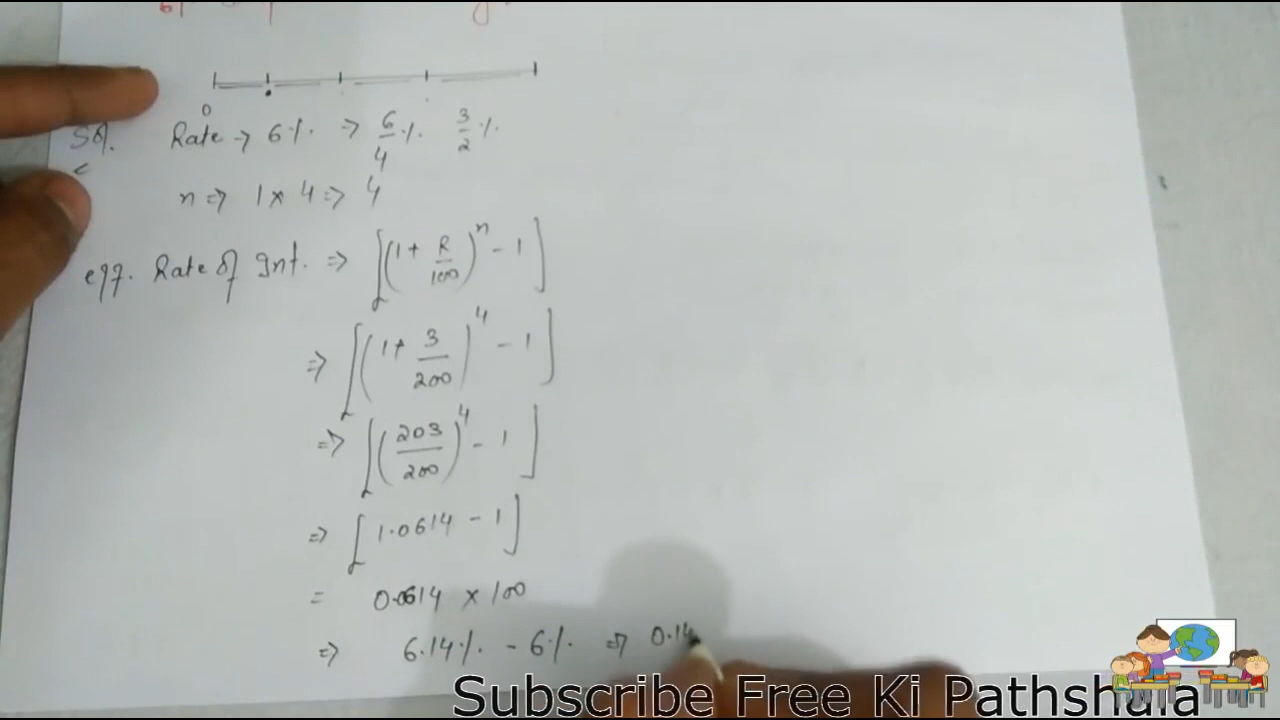 0
Sol. Rate → 6% ⇒ 6/4 % 3/2 %
n ⇒ 1 × 4 ⇒ 4
eff. Rate of Int. ⇒ [(1 + R/100)^n - 1]
⇒ [(1 + 3/200)^4 - 1]
⇒ [(203/200)^4 - 1]
⇒ [1.0614 - 1]
= 0.0614 × 100
⇒ 6.14% - 6% ⇒ 0.14
Subscribe Free Ki Pathshala